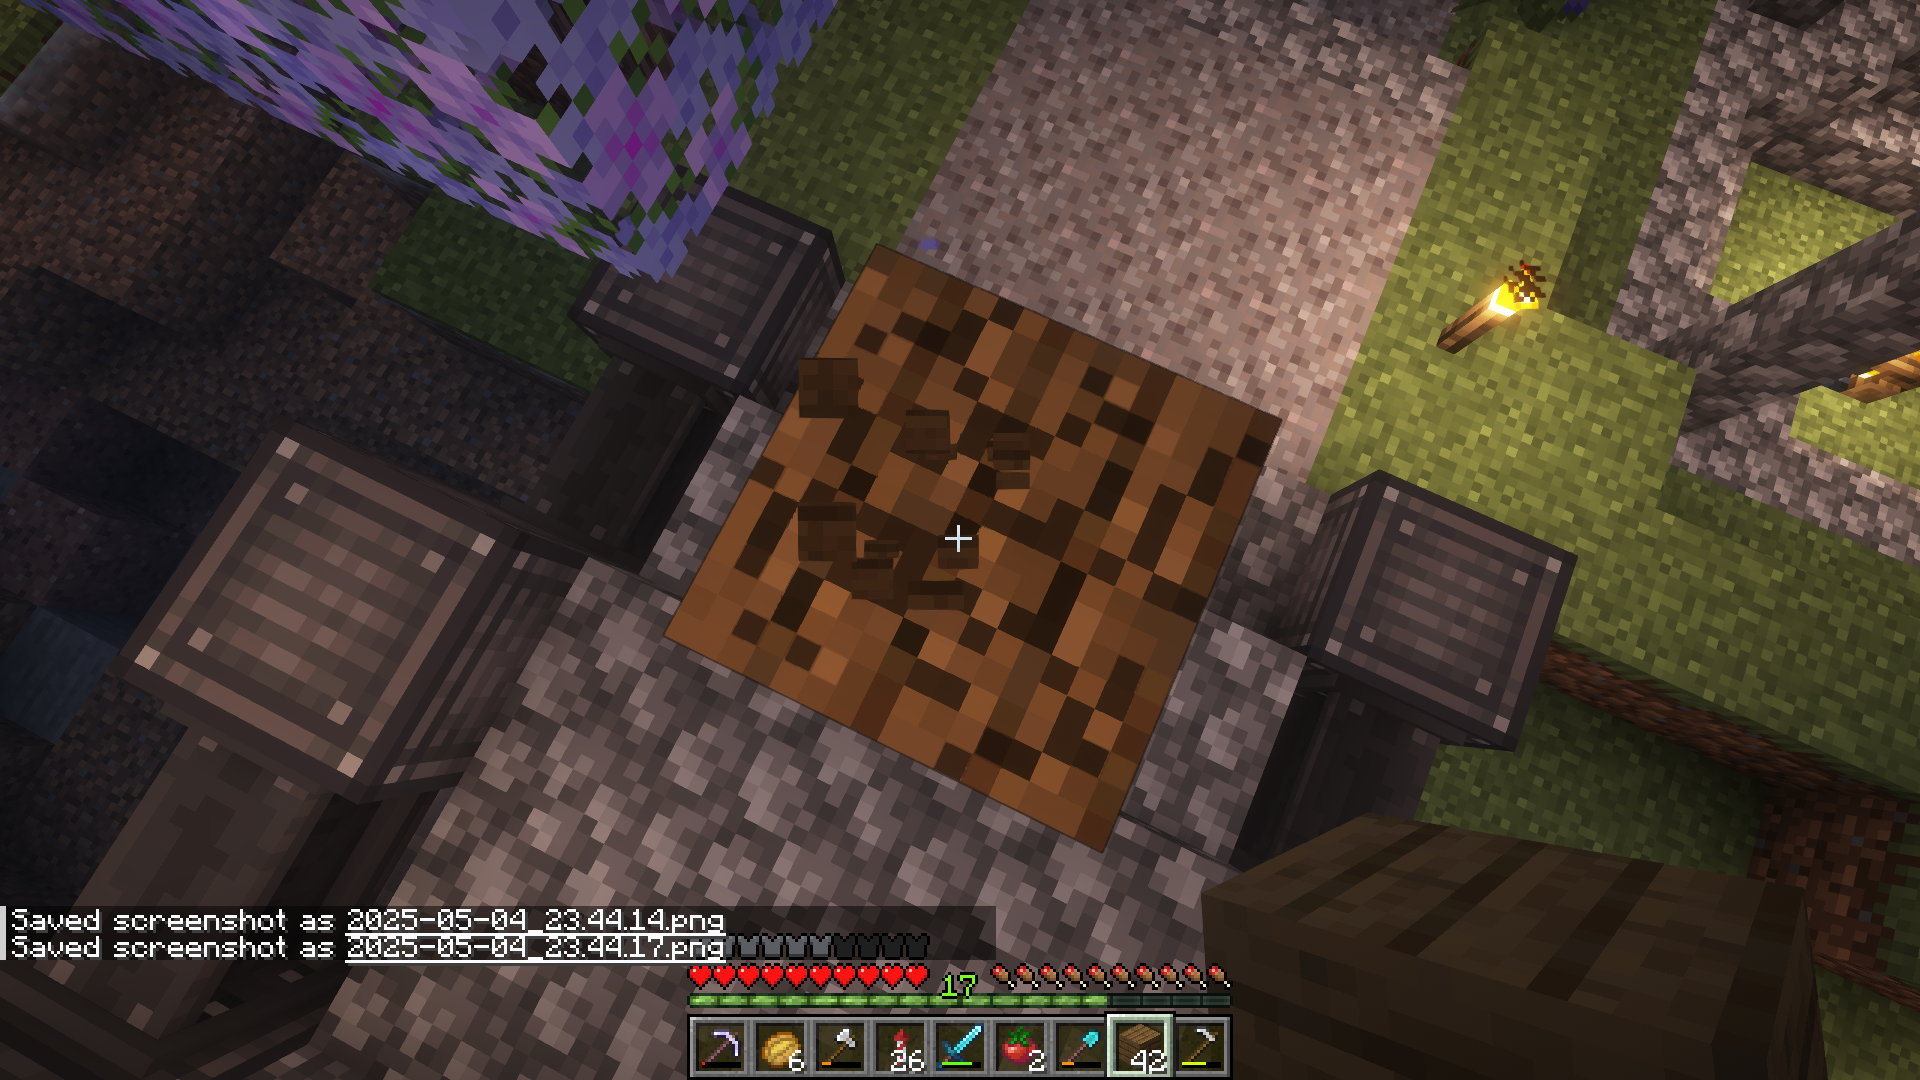 Saved screenshot as 2025-05-04_23.44.14.png
Saved screenshot as 2025-05-04_23.44.17.png
17
6 26 2 42